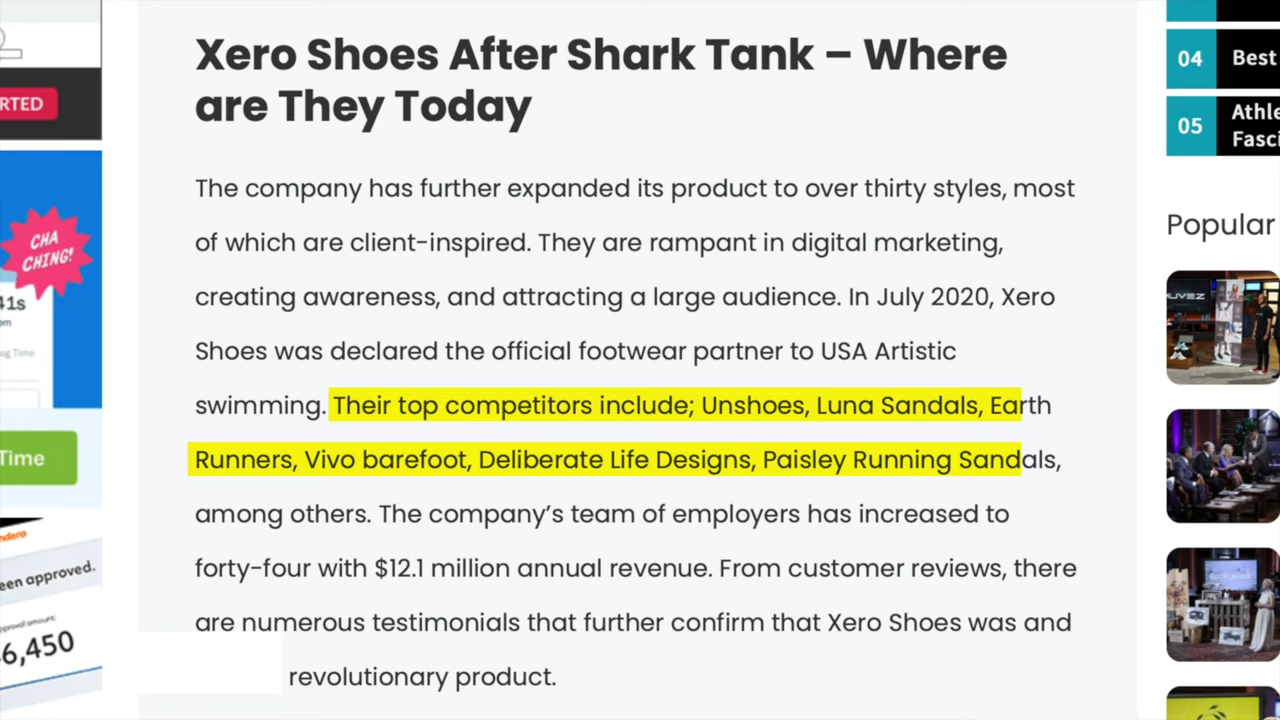 Xero Shoes After Shark Tank – Where
are They Today
The company has further expanded its product to over thirty styles, most
of which are client-inspired. They are rampant in digital marketing,
creating awareness, and attracting a large audience. In July 2020, Xero
Shoes was declared the official footwear partner to USA Artistic
swimming. Their top competitors include; Unshoes, Luna Sandals, Earth
Runners, Vivo barefoot, Deliberate Life Designs, Paisley Running Sandals,
among others. The company’s team of employers has increased to
forty-four with $12.1 million annual revenue. From customer reviews, there
are numerous testimonials that further confirm that Xero Shoes was and
revolutionary product.
RTED
CHA
CHING!
41s
og Time
Time
ndera
een approved.
6,450
04 Best
05 Athle
Fasci
Popular